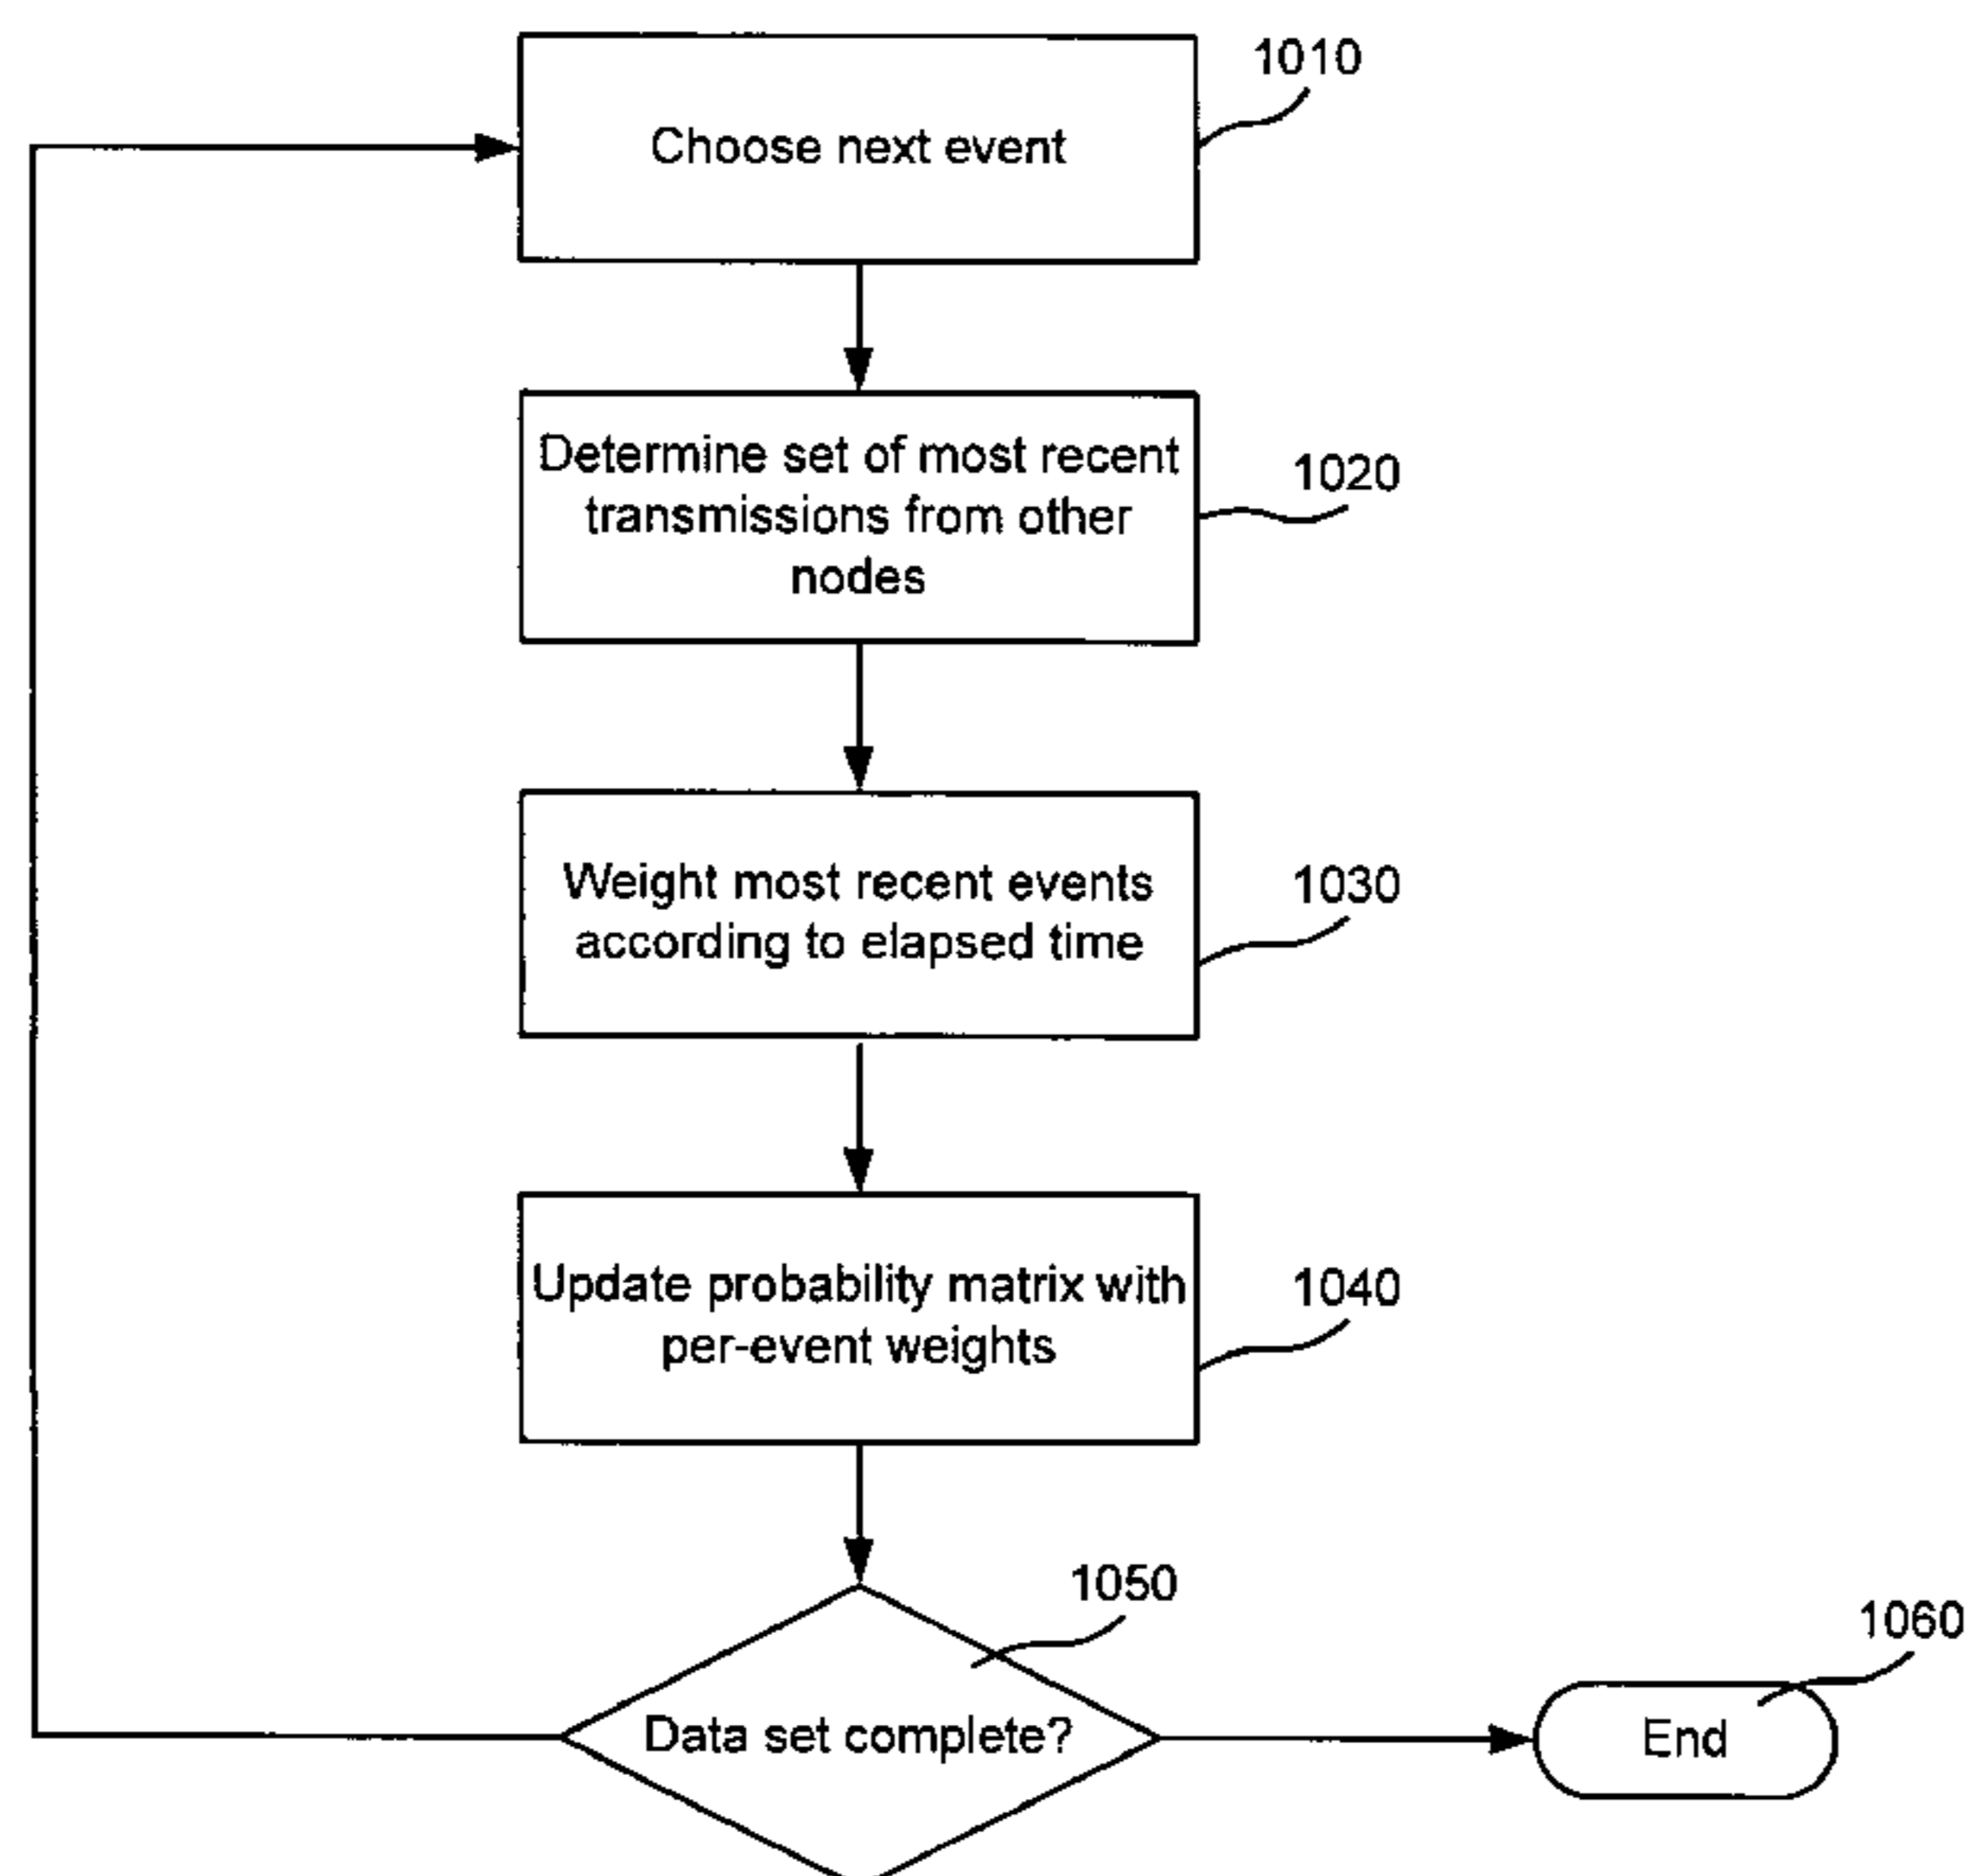 1010
Choose next event
Determine set of most recent
transmissions from other
nodes
1020
Weight most recent events
according to elapsed time
1030
Update probability matrix with
per-event weights
1040
1050
Data set complete?
1060
End